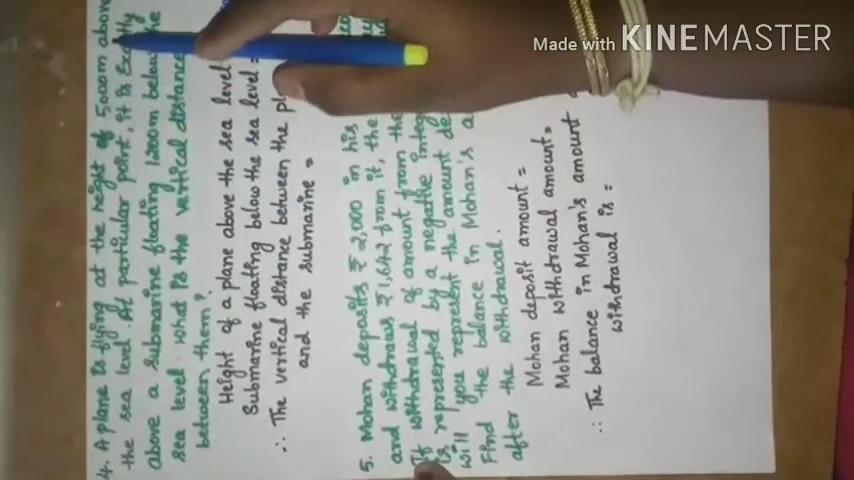 Made with KINEMASTER
4. A plane is flying at the height of 5000m above
the sea level. At particular point, it is Exactly
above a submarine floating 1200m below the
sea level. what is the vertical distance
between them?
Height of a plane above the sea level
Submarine floating below the sea level =
∴ The vertical distance between the
and the submarine =
5. Mohan deposits ₹ 2,000 in his
and withdraws ₹ 1,642 from it, the
If withdrawal of amount from the
is represented by a negative
will you represent the amount
Find the balance in Mohan's
after the withdrawal.
Mohan deposit amount =
Mohan withdrawal amount =
∴ The balance in Mohan's amount
withdrawal is :